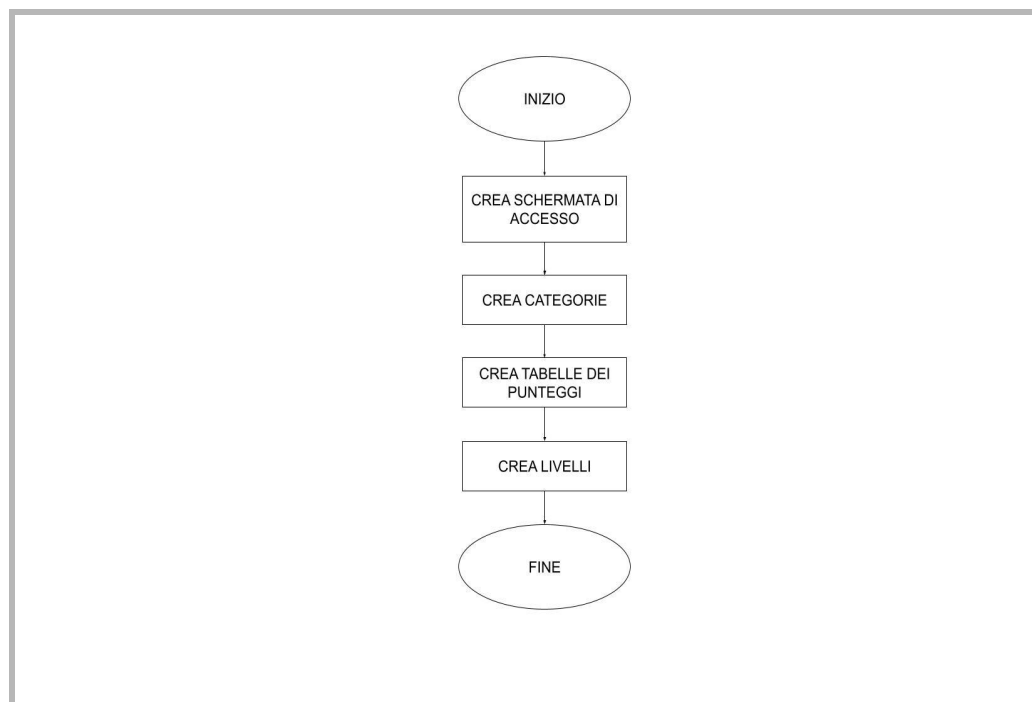 INIZIO
CREA SCHERMATA DI
ACCESSO
CREA CATEGORIE
CREA TABELLE DEI
PUNTEGGI
CREA LIVELLI
FINE